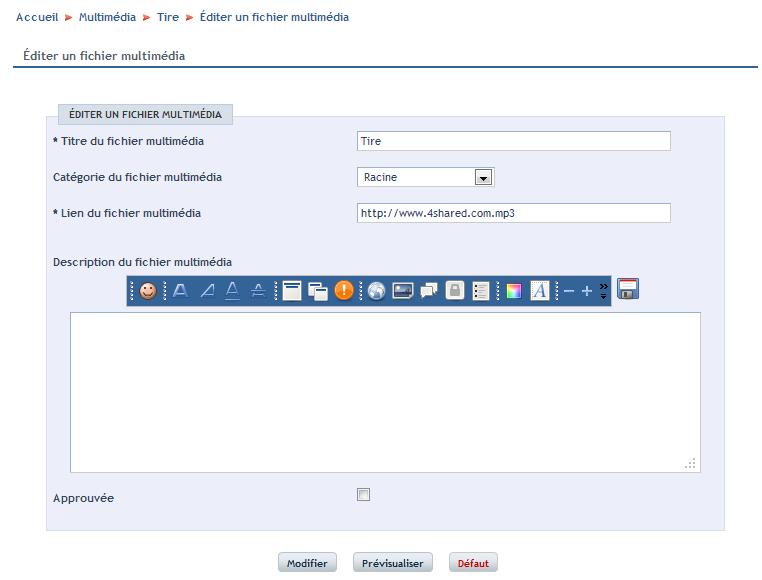 Accueil Multimédia Tire Éditer un fichier multimédia
Éditer un fichier multimédia
ÉDITER UN FICHIER MULTIMÉDIA
* Titre du fichier multimédia Tire
Catégorie du fichier multimédia Racine
* Lien du fichier multimédia http://www.4shared.com.mp3
Description du fichier multimédia
Approuvée
Modifier Prévisualiser Défaut